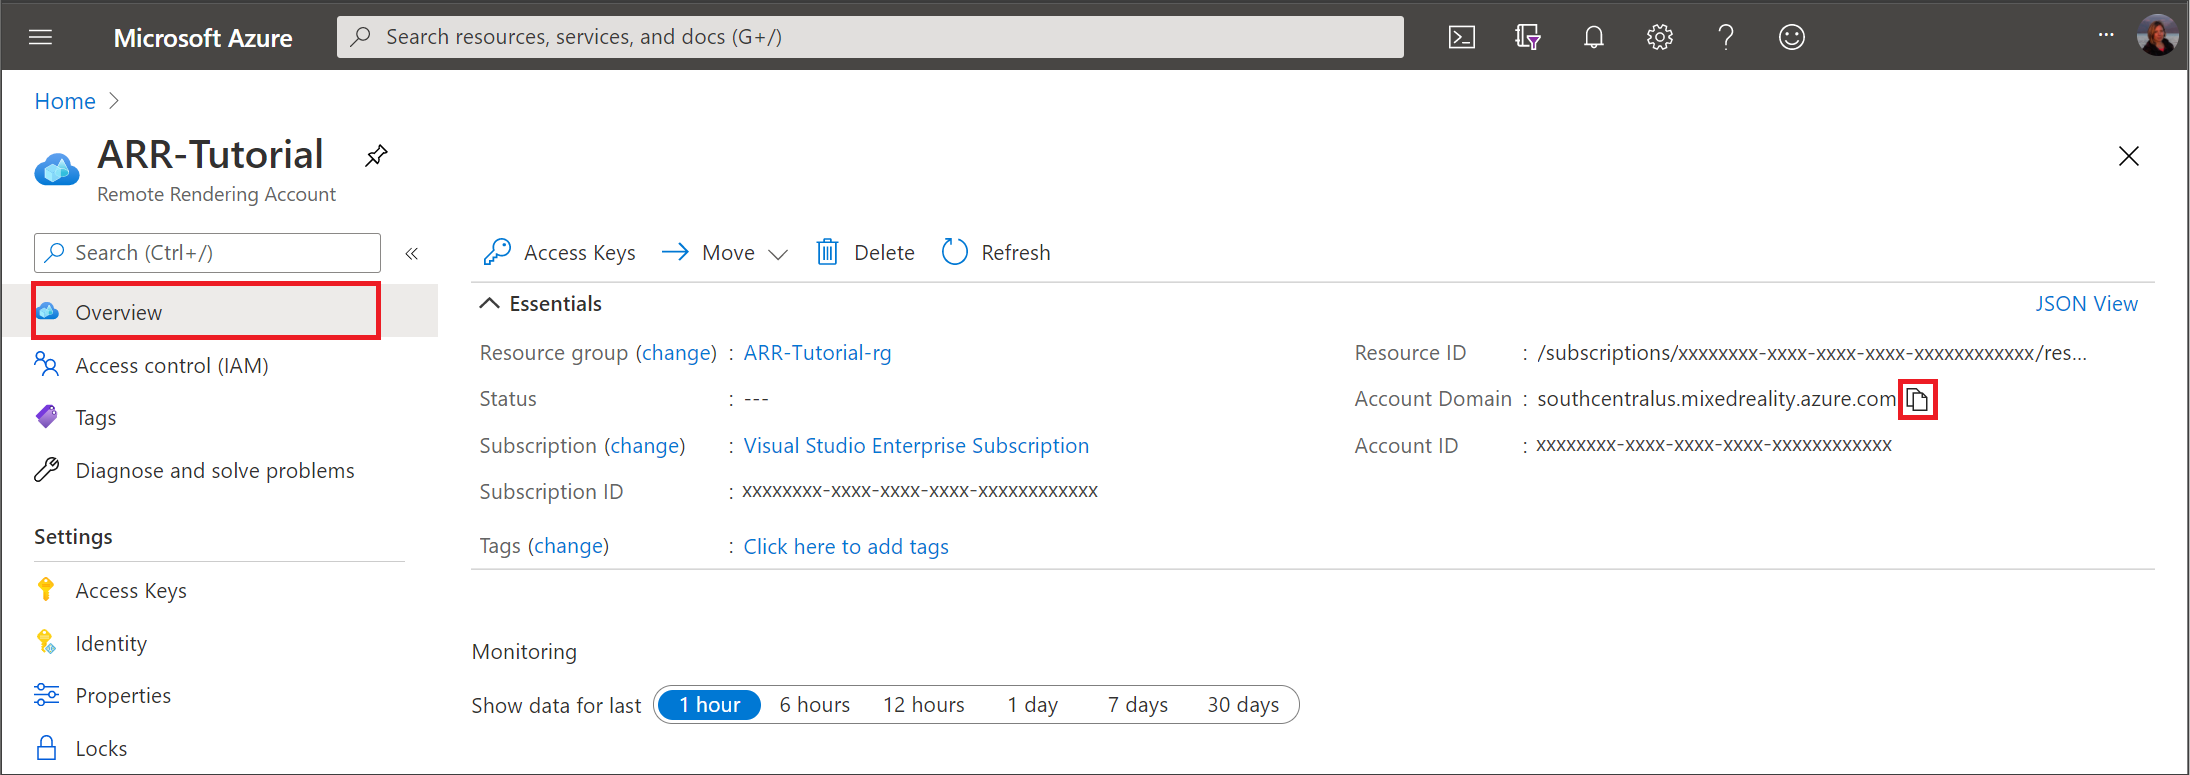 Microsoft Azure
Search resources, services, and docs (G+/)
Home
ARR-Tutorial
Remote Rendering Account
Search (Ctrl+/)
«
Overview
Access control (IAM)
Tags
Diagnose and solve problems
Settings
Access Keys
Identity
Properties
Locks
Access Keys
Move
Delete
Refresh
Essentials
JSON View
Resource group (change) : ARR-Tutorial-rg
Status : ---
Subscription (change) : Visual Studio Enterprise Subscription
Subscription ID : xxxxxxxx-xxxx-xxxx-xxxx-xxxxxxxxxxxx
Tags (change) : Click here to add tags
Resource ID : /subscriptions/xxxxxxxx-xxxx-xxxx-xxxx-xxxxxxxxxxxx/res...
Account Domain : southcentralus.mixedreality.azure.com
Account ID : xxxxxxxx-xxxx-xxxx-xxxx-xxxxxxxxxxxx
Monitoring
Show data for last 1 hour 6 hours 12 hours 1 day 7 days 30 days